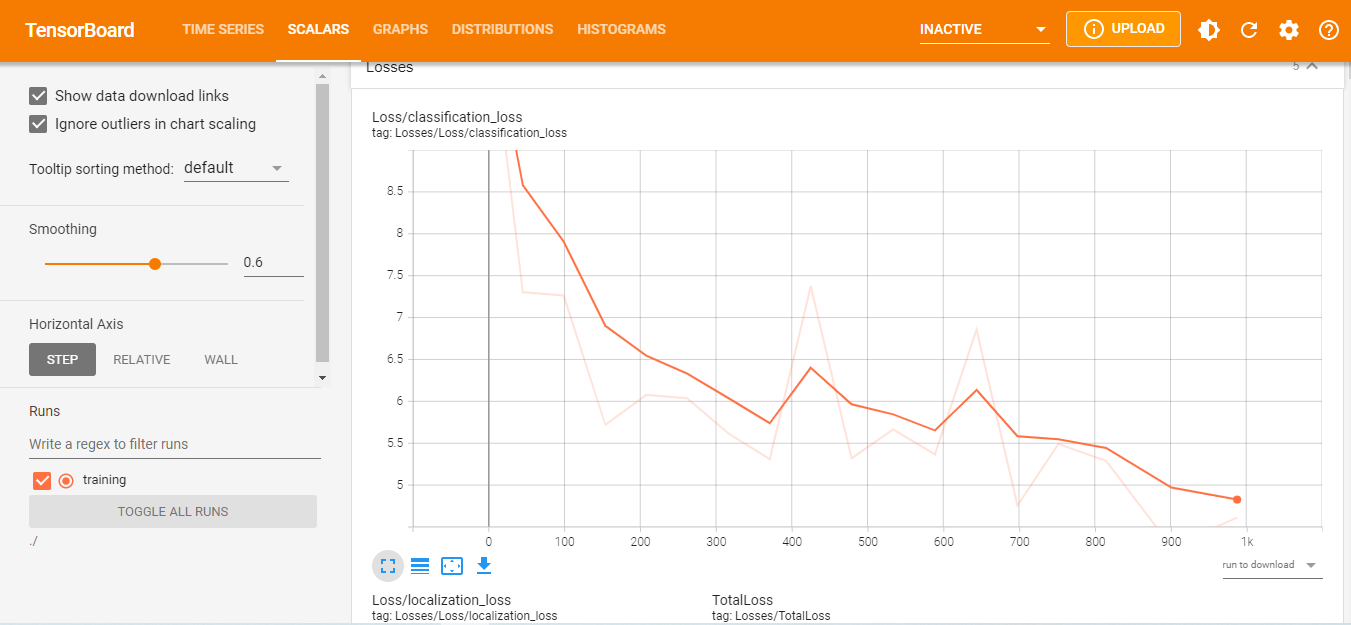 TensorBoard TIME SERIES SCALARS GRAPHS DISTRIBUTIONS HISTOGRAMS INACTIVE UPLOAD
Show data download links
Ignore outliers in chart scaling
Tooltip sorting method: default
Smoothing
0.6
Horizontal Axis
STEP RELATIVE WALL
Runs
Write a regex to filter runs
training
TOGGLE ALL RUNS
./
Losses 5
Loss/classification_loss
tag: Losses/Loss/classification_loss
8.5
8
7.5
7
6.5
6
5.5
5
0 100 200 300 400 500 600 700 800 900 1k
run to download
Loss/localization_loss TotalLoss
tag: Losses/Loss/localization_loss tag: Losses/TotalLoss